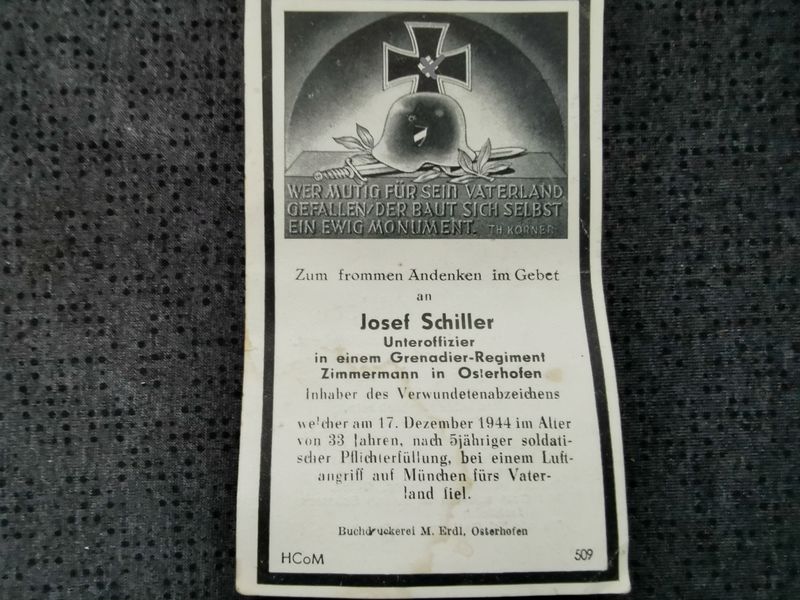 WER MUTIG FÜR SEIN VATERLAND
GEFALLEN/DER BAUT SICH SELBST
EIN EWIG MONUMENT. TH KÖRNER
Zum frommen Andenken im Gebet
an
Josef Schiller
Unteroffizier
in einem Grenadier-Regiment
Zimmermann in Osterhofen
Inhaber des Verwundetenabzeichens
welcher am 17. Dezember 1944 im Alter
von 33 Jahren, nach 5jähriger soldati-
scher Pflichterfüllung, bei einem Luft-
angriff auf München fürs Vater-
land fiel.
Buchdruckerei M. Erdl, Osterhofen
HCoM 509